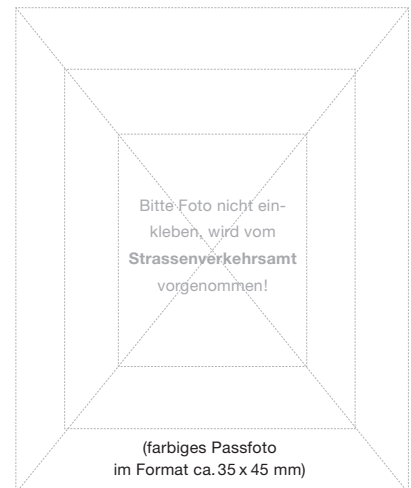 Bitte Foto nicht ein-
kleben, wird vom
Strassenverkehrsamt
vorgenommen!
(farbiges Passfoto
im Format ca. 35 x 45 mm)